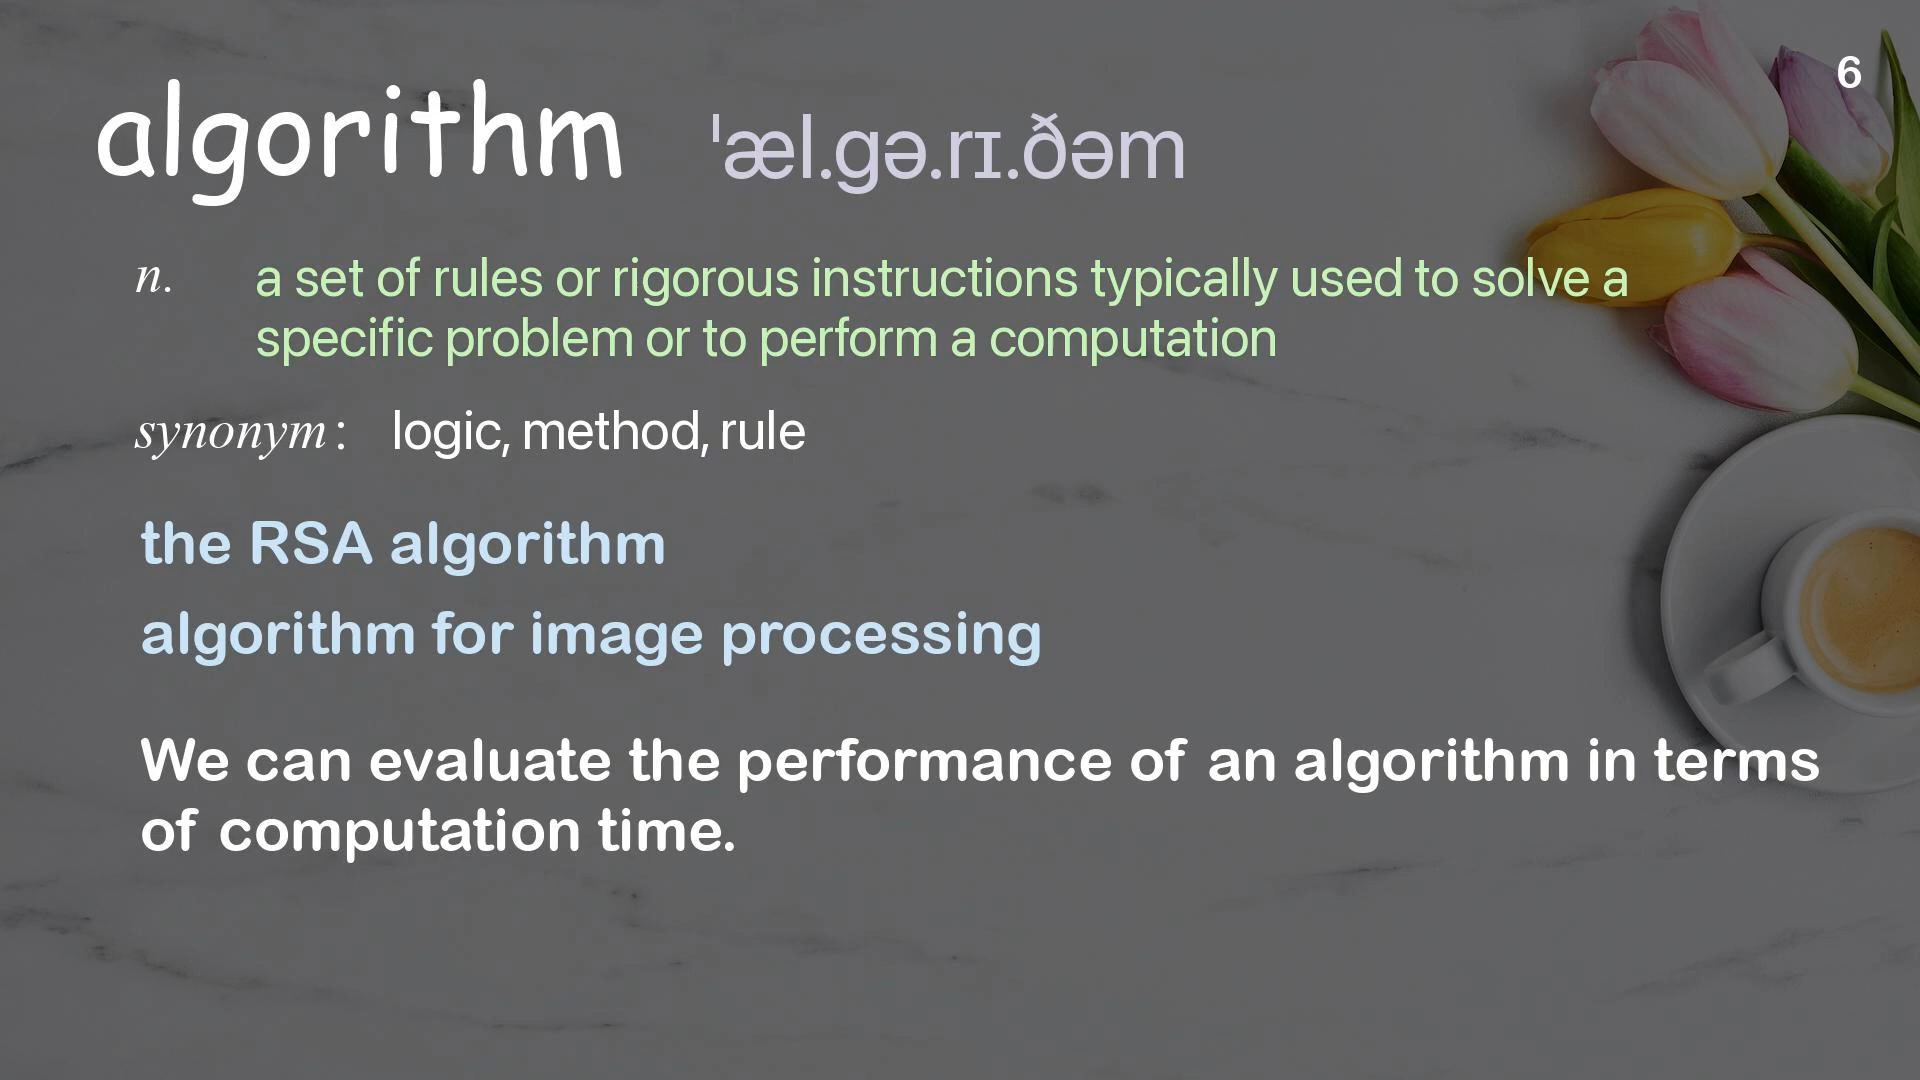 6
algorithm ˈæl.gə.rɪ.ðəm
n. a set of rules or rigorous instructions typically used to solve a
specific problem or to perform a computation
synonym: logic, method, rule
the RSA algorithm
algorithm for image processing
We can evaluate the performance of an algorithm in terms
of computation time.